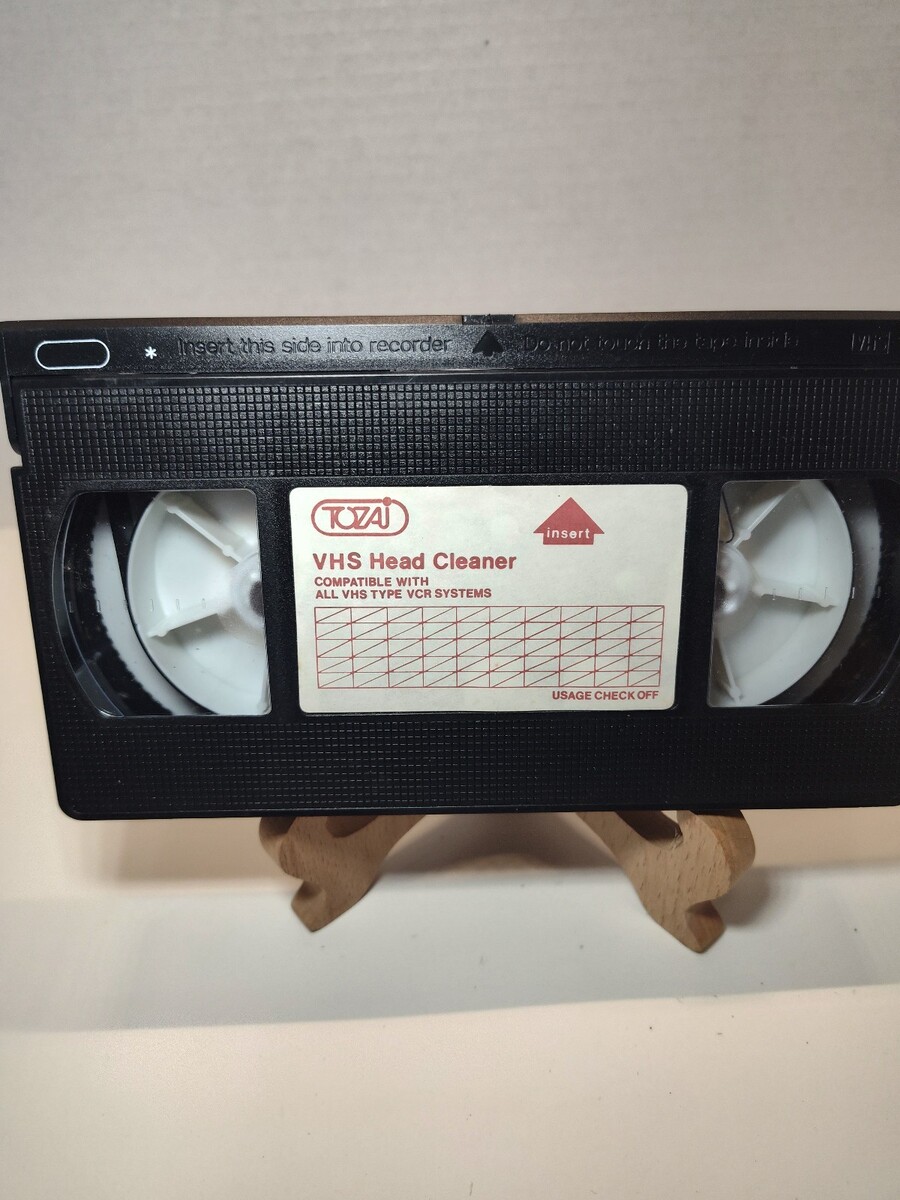 * Insert this side into recorder Do not touch the tape inside VHS
TOZAI
insert
VHS Head Cleaner
COMPATIBLE WITH
ALL VHS TYPE VCR SYSTEMS
USAGE CHECK OFF